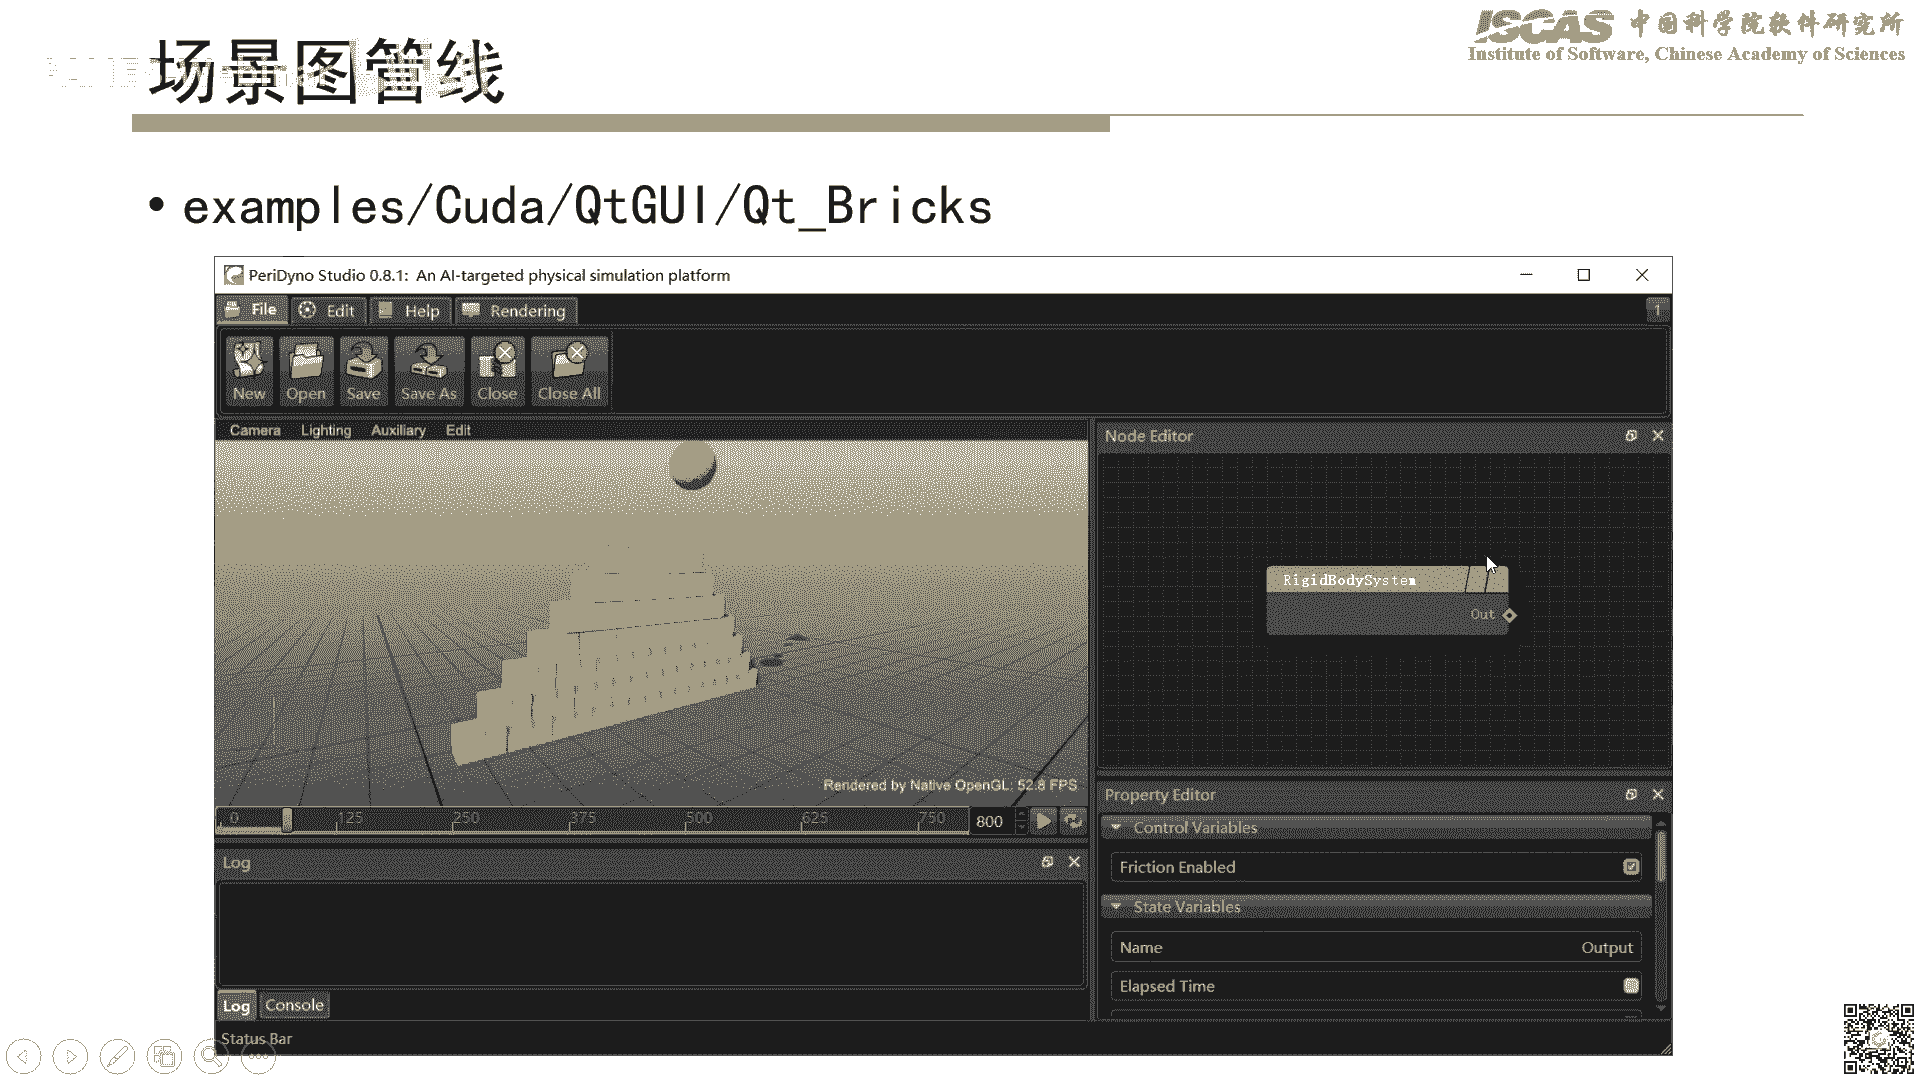 场景图管线
ISCAS 中国科学院软件研究所
Institute of Software, Chinese Academy of Sciences
• examples/Cuda/QtGUI/Qt_Bricks
PeriDyno Studio 0.8.1: An AI-targeted physical simulation platform
File Edit Help Rendering 1
New Open Save Save As Close Close All
Camera Lighting Auxiliary Edit
Node Editor
RigidBodySystem
Out
Rendered by Native OpenGL: 52.8 FPS
0 125 250 375 500 625 750 800
Property Editor
Control Variables
Friction Enabled
State Variables
Name Output
Elapsed Time
Log
Log Console
Status Bar